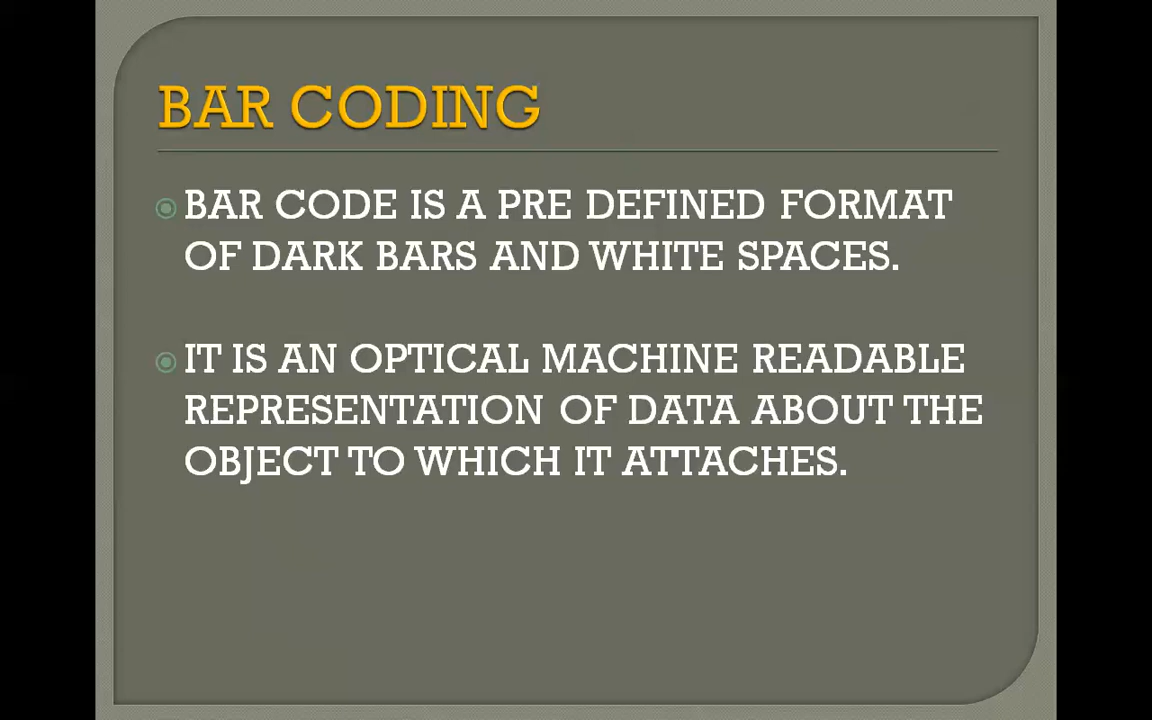 BAR CODING
BAR CODE IS A PRE DEFINED FORMAT
OF DARK BARS AND WHITE SPACES.
IT IS AN OPTICAL MACHINE READABLE
REPRESENTATION OF DATA ABOUT THE
OBJECT TO WHICH IT ATTACHES.